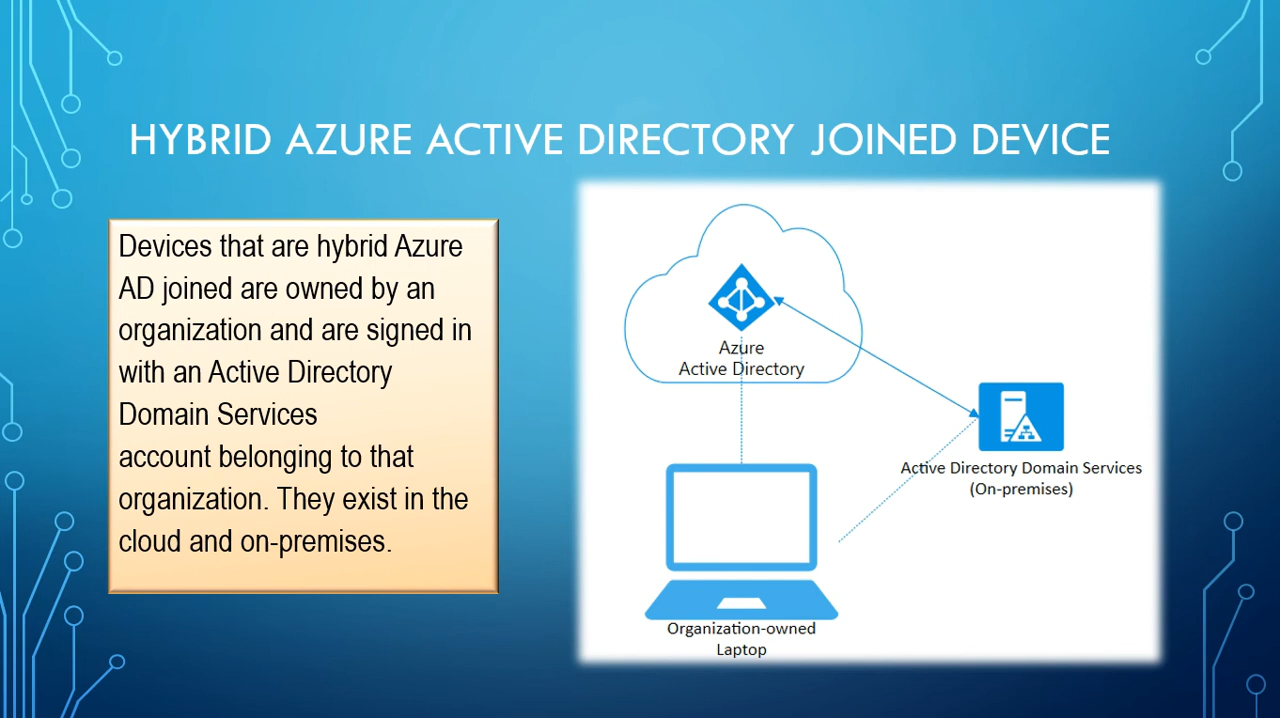 HYBRID AZURE ACTIVE DIRECTORY JOINED DEVICE
Devices that are hybrid Azure
AD joined are owned by an
organization and are signed in
with an Active Directory
Domain Services
account belonging to that
organization. They exist in the
cloud and on-premises.
Azure
Active Directory
Active Directory Domain Services
(On-premises)
Organization-owned
Laptop